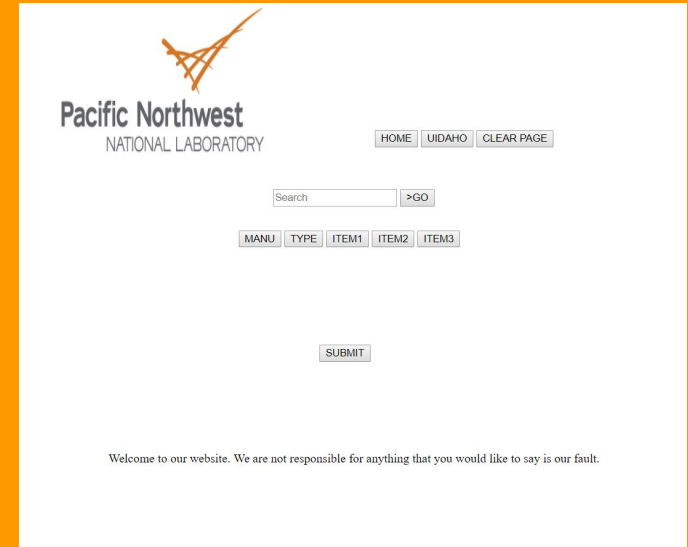 Pacific Northwest
NATIONAL LABORATORY
HOME UIDAHO CLEAR PAGE
Search >GO
MANU TYPE ITEM1 ITEM2 ITEM3
SUBMIT
Welcome to our website. We are not responsible for anything that you would like to say is our fault.